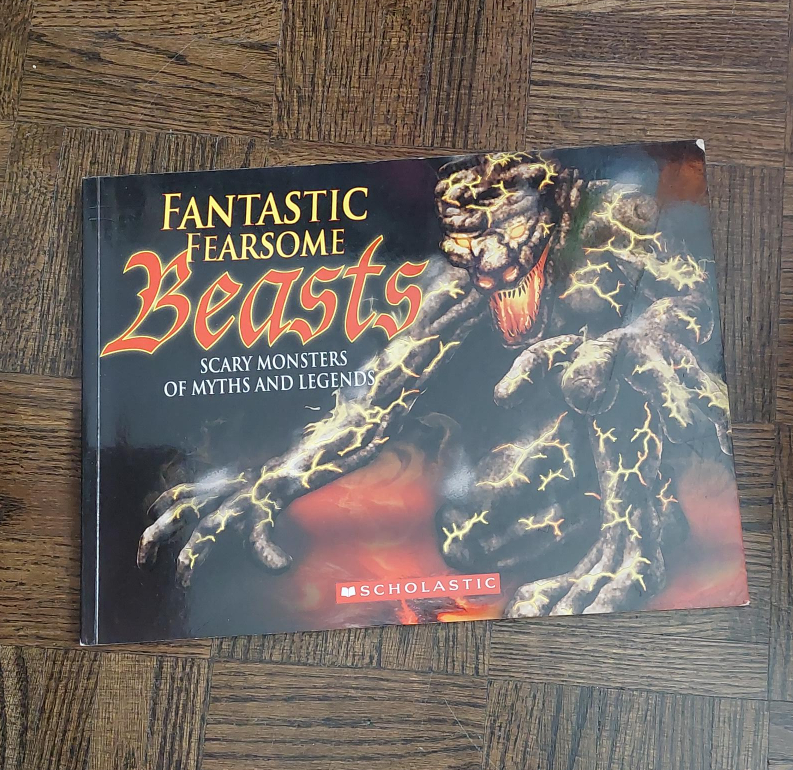 FANTASTIC
FEARSOME
Beasts
SCARY MONSTERS
OF MYTHS AND LEGENDS
SCHOLASTIC